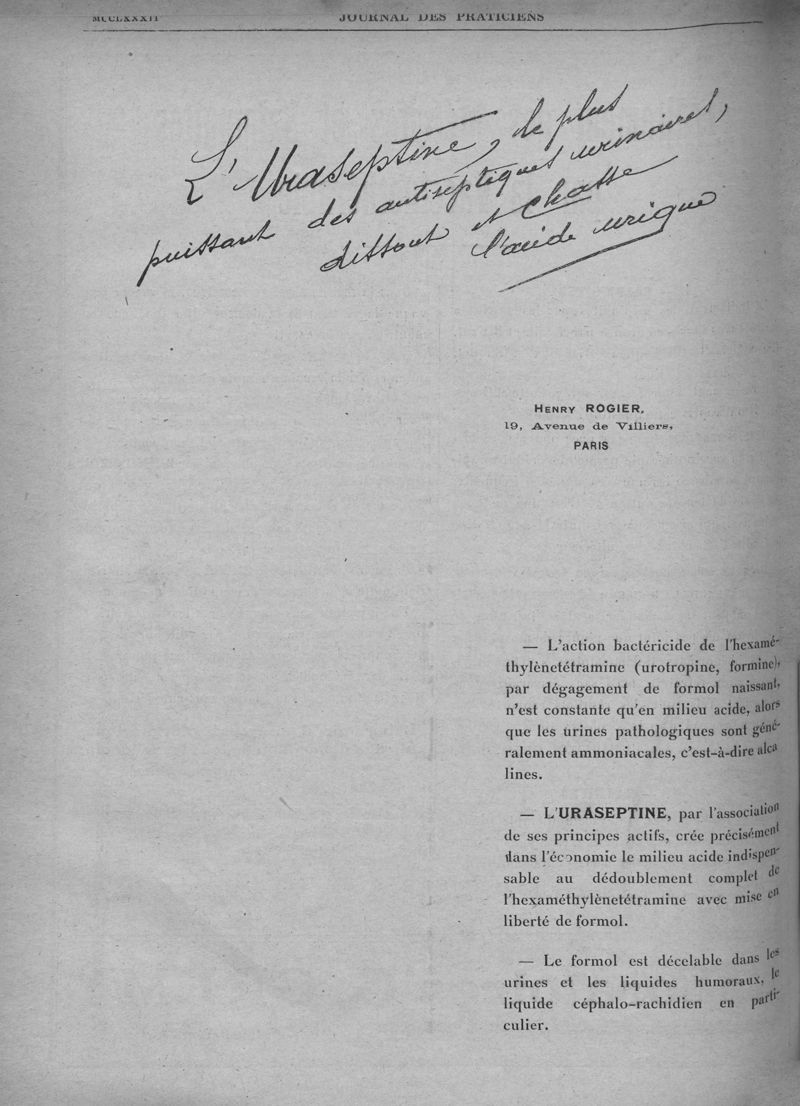 MCCLXXXII
JOURNAL DES PRATICIENS
L'Uraseptine, le plus
puissant des antiseptiques urinaires,
dissout et chasse
l'acide urique
HENRY ROGIER,
19, Avenue de Villiers,
PARIS
— L'action bactéricide de l'hexamé-
thylènetétramine (urotropine, formine),
par dégagement de formol naissant,
n'est constante qu'en milieu acide, alors
que les urines pathologiques sont géné-
ralement ammoniacales, c'est-à-dire alca
lines.
— L'URASEPTINE, par l'association
de ses principes actifs, crée précisément
dans l'économie le milieu acide indispen-
sable au dédoublement complet de
l'hexaméthylènetétramine avec mise en
liberté de formol.
— Le formol est décelable dans les
urines et les liquides humoraux, le
liquide céphalo-rachidien en parti-
culier.